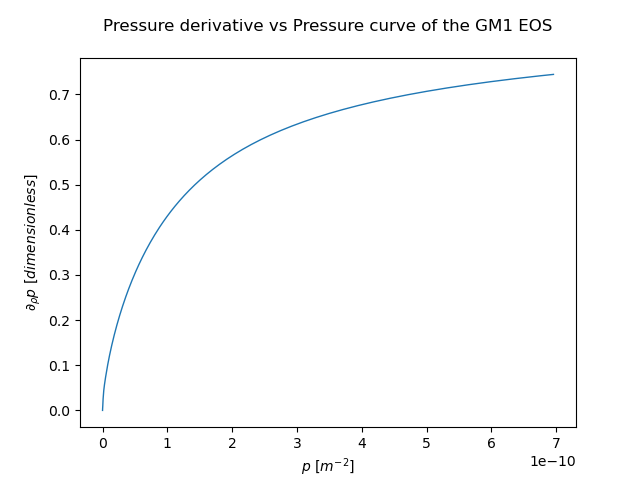 Pressure derivative vs Pressure curve of the GM1 EOS
0.7
0.6
0.5
0.4
0.3
0.2
0.1
0.0
∂ρp [dimensionless]
0 1 2 3 4 5 6 7
1e−10
p [m⁻²]